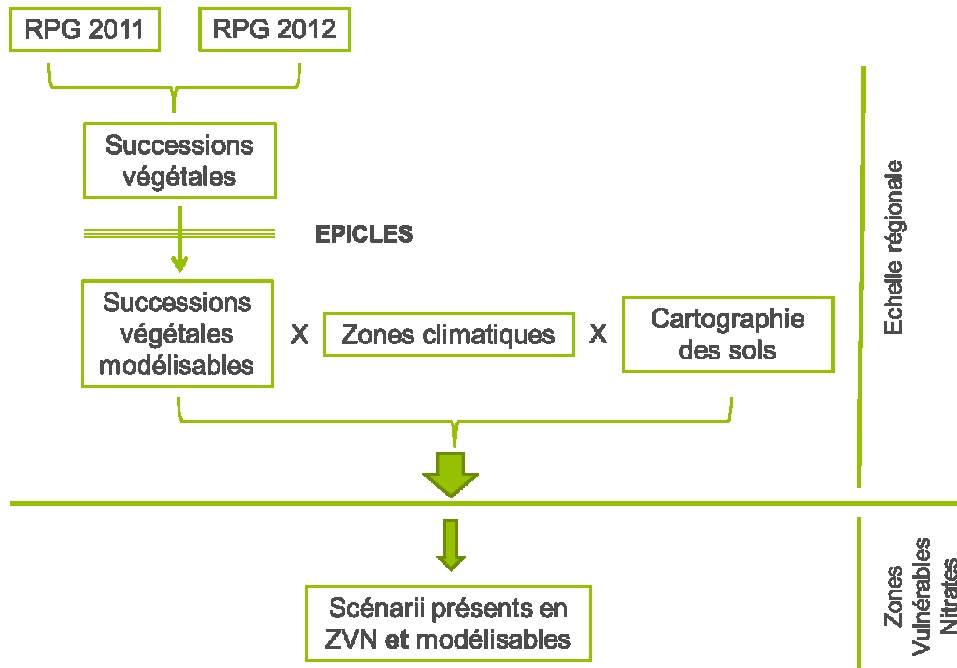 RPG 2011
RPG 2012
Successions
végétales
EPICLES
Successions
végétales
modélisables
X
Zones climatiques
X
Cartographie
des sols
Echelle régionale
Scénarii présents en
ZVN et modélisables
Zones
Vulnérables
Nitrates